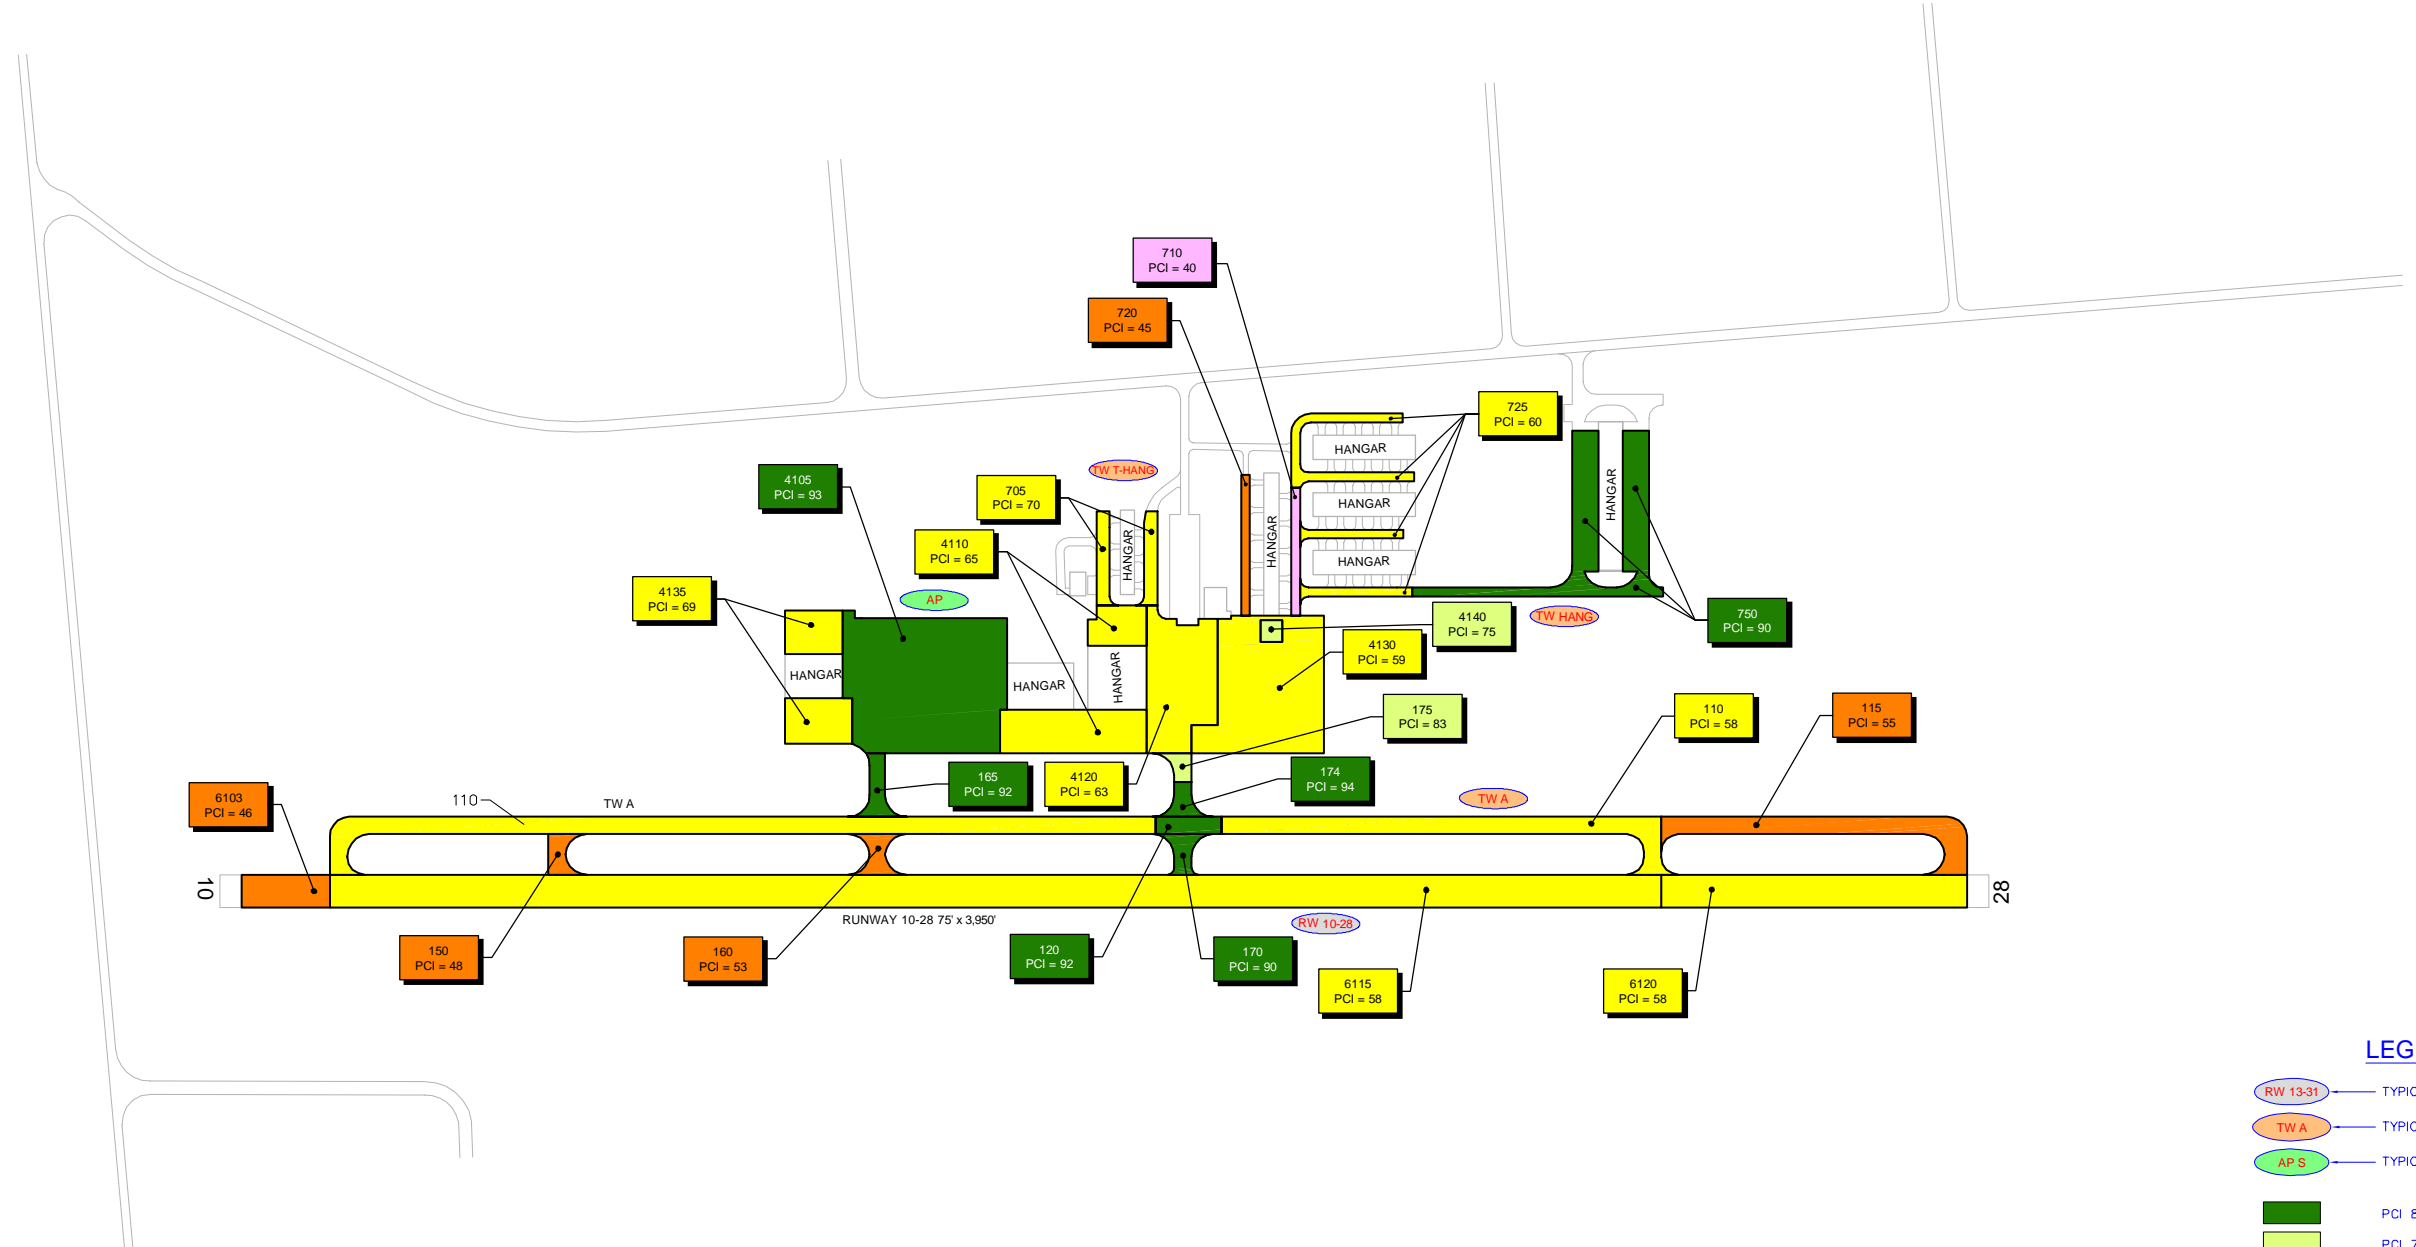 710
PCI = 40
720
PCI = 45
725
PCI = 60
HANGAR
HANGAR
HANGAR
HANGAR
HANGAR
HANGAR
TW T-HANG
4105
PCI = 93
705
PCI = 70
4110
PCI = 65
4135
PCI = 69
AP
4140
PCI = 75
TW HANG
750
PCI = 90
4130
PCI = 59
HANGAR
HANGAR
HANGAR
175
PCI = 83
110
PCI = 58
115
PCI = 55
165
PCI = 92
4120
PCI = 63
174
PCI = 94
6103
PCI = 46
110
TW A
TW A
10
28
RUNWAY 10-28 75' x 3,950'
RW 10-28
150
PCI = 48
160
PCI = 53
120
PCI = 92
170
PCI = 90
6115
PCI = 58
6120
PCI = 58
LEG
RW 13-31
TYPIC
TW A
TYPIC
AP S
TYPIC
PCI 8
PCI 7